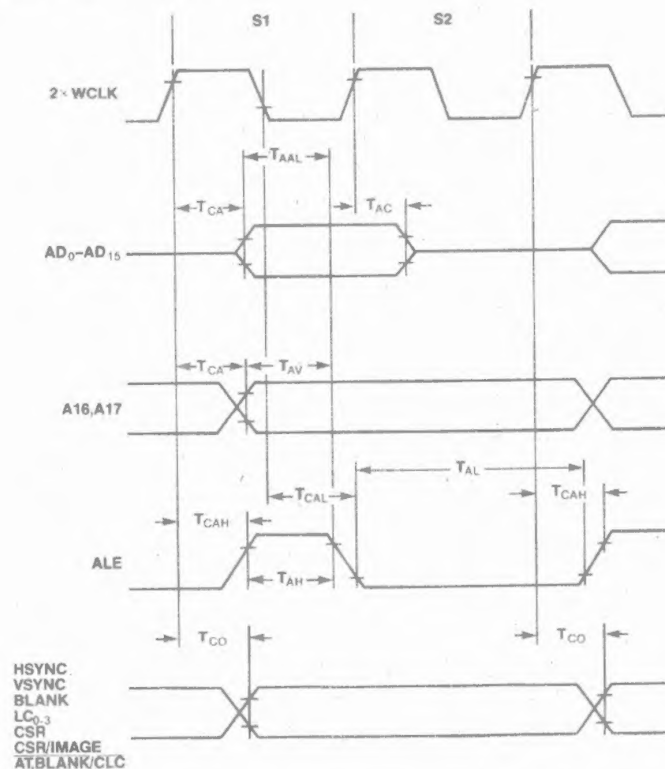 S1 S2
2×WCLK
TAAL
TCA TAC
AD0–AD15
TCA TAV
A16,A17
TAL
TCAL TCAH
TCAH
ALE
TAH
TCO TCO
HSYNC
VSYNC
BLANK
LC0-3
CSR
CSR/IMAGE
AT.BLANK/CLC